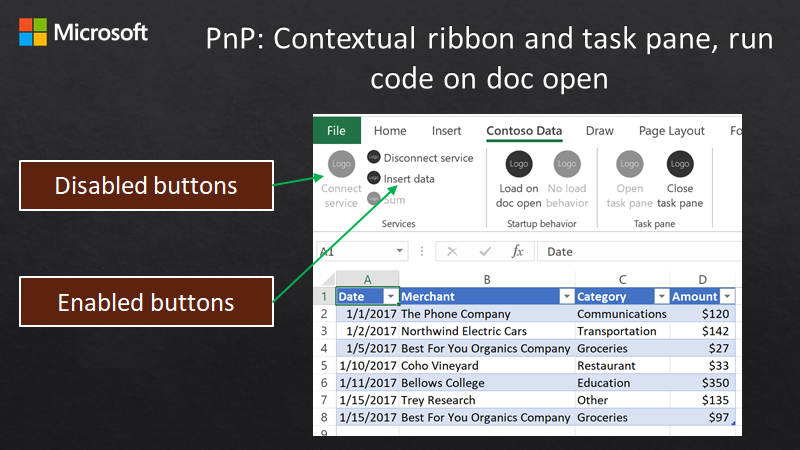 Microsoft
PnP: Contextual ribbon and task pane, run
code on doc open
Disabled buttons
Enabled buttons
File Home Insert Contoso Data Draw Page Layout Fo
Logo Logo Disconnect service Logo Logo Logo Logo
Logo Insert data
Connect Logo Sum Load on No load Open Close
service doc open behavior task pane task pane
Services Startup behavior Task pane
A1 fx Date
A B C D
1 Date Merchant Category Amount
2 1/1/2017 The Phone Company Communications $120
3 1/2/2017 Northwind Electric Cars Transportation $142
4 1/5/2017 Best For You Organics Company Groceries $27
5 1/10/2017 Coho Vineyard Restaurant $33
6 1/11/2017 Bellows College Education $350
7 1/15/2017 Trey Research Other $135
8 1/15/2017 Best For You Organics Company Groceries $97
9